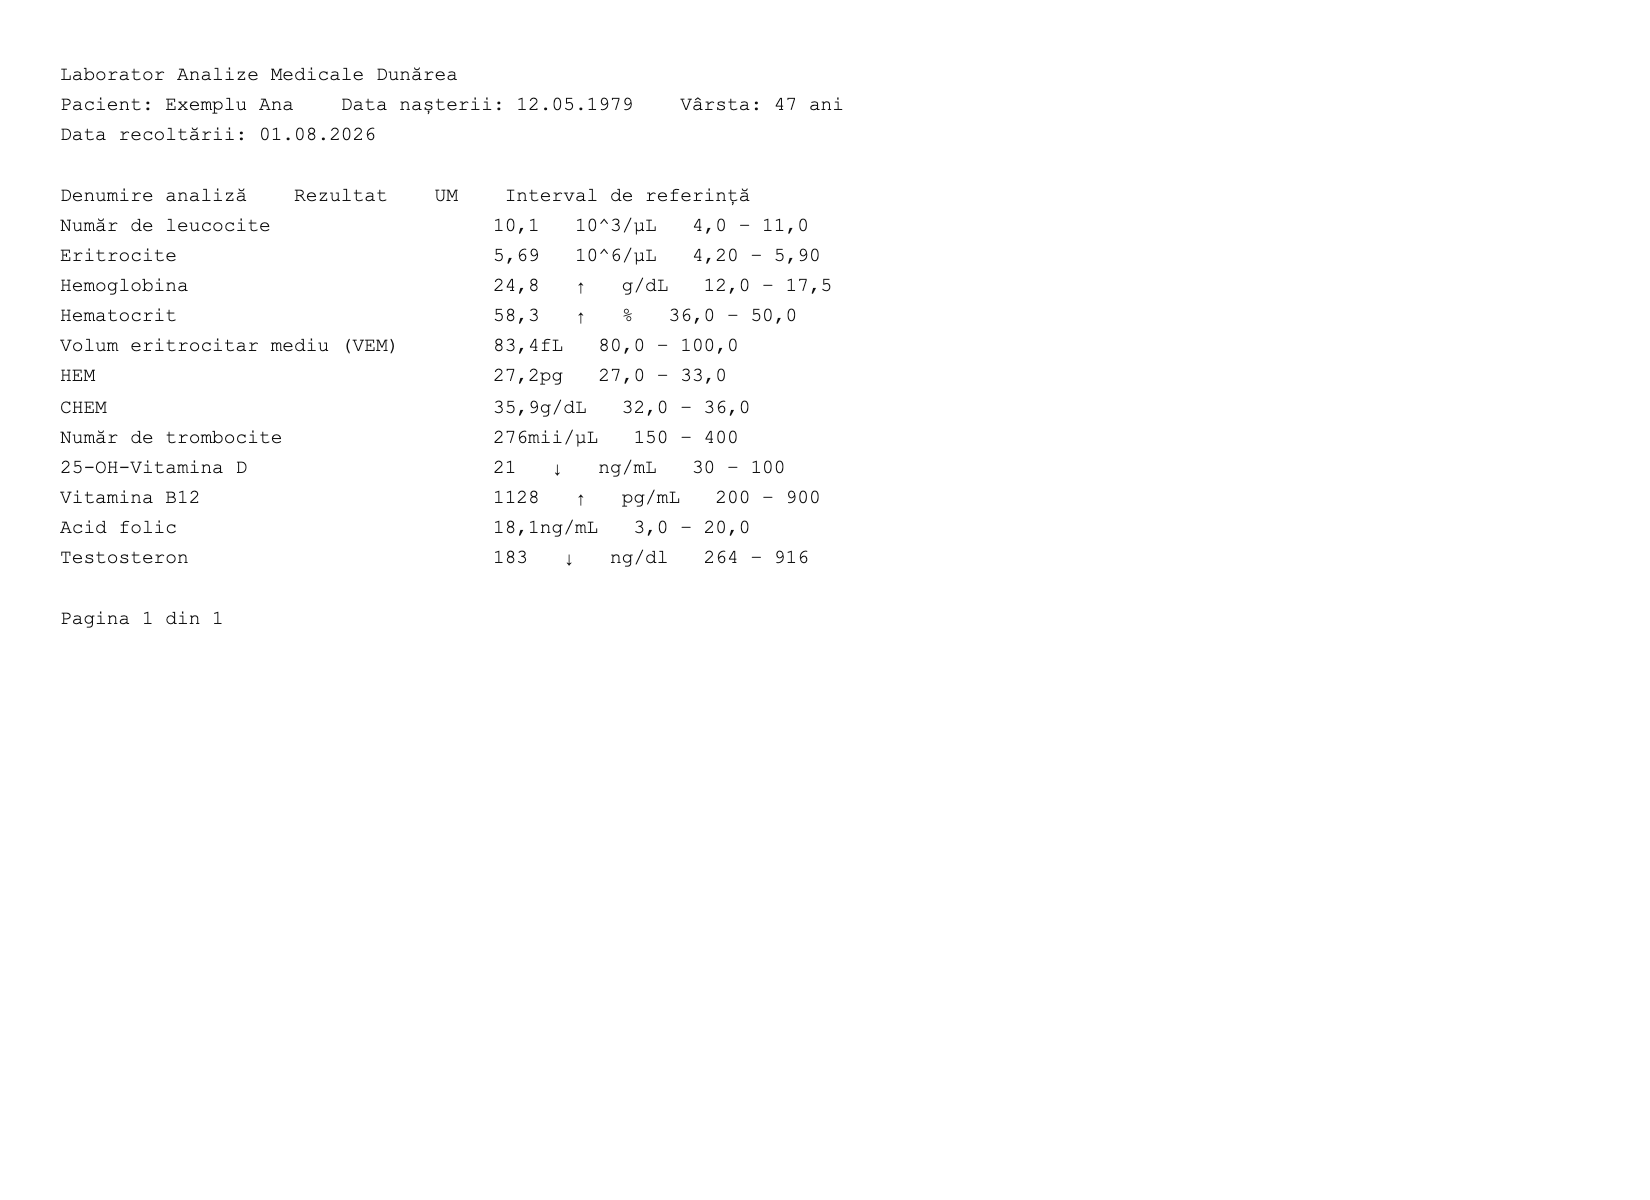 Laborator Analize Medicale Dunărea
Pacient: Exemplu Ana    Data nașterii: 12.05.1979    Vârsta: 47 ani
Data recoltării: 01.08.2026

Denumire analiză    Rezultat    UM    Interval de referință
Număr de leucocite                   10,1   10^3/µL   4,0 – 11,0
Eritrocite                           5,69   10^6/µL   4,20 – 5,90
Hemoglobina                          24,8   ↑   g/dL   12,0 – 17,5
Hematocrit                           58,3   ↑   %   36,0 – 50,0
Volum eritrocitar mediu (VEM)        83,4fL   80,0 – 100,0
HEM                                  27,2pg   27,0 – 33,0
CHEM                                 35,9g/dL   32,0 – 36,0
Număr de trombocite                  276mii/µL   150 – 400
25-OH-Vitamina D                     21   ↓   ng/mL   30 – 100
Vitamina B12                         1128   ↑   pg/mL   200 – 900
Acid folic                           18,1ng/mL   3,0 – 20,0
Testosteron                          183   ↓   ng/dl   264 – 916

Pagina 1 din 1